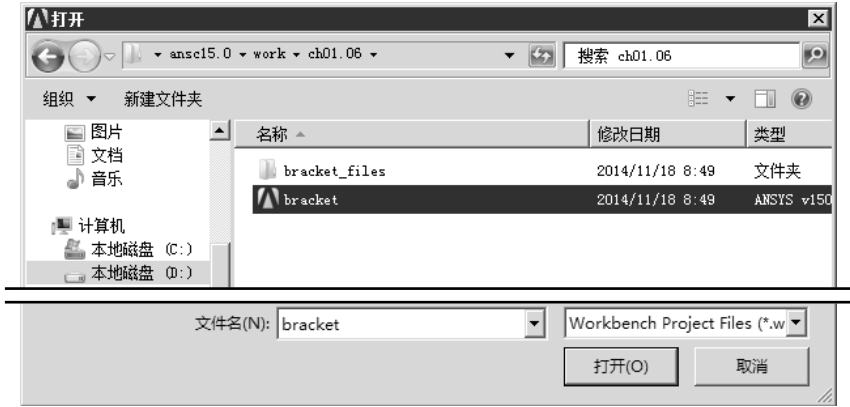 打开
ansc15.0 work ch01.06 搜索 ch01.06
组织 新建文件夹
图片
文档
音乐
计算机
本地磁盘 (C:)
本地磁盘 (D:)
名称 修改日期 类型
bracket_files 2014/11/18 8:49 文件夹
bracket 2014/11/18 8:49 ANSYS v150
文件名(N): bracket Workbench Project Files (*.w
打开(O) 取消